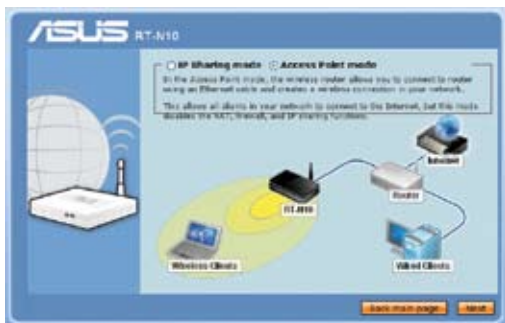 ASUS RT-N10
IP Sharing mode Access Point mode
In the Access Point mode, the wireless router allows you to connect to router
using an Ethernet cable and creates a wireless connection in your network.
This allows all clients in your network to connect to the Internet, but this mode
disables the NAT, firewall, and IP sharing functions.
Internet
Router
RT-N10
Wireless Clients
Wired Clients
Back main page Next